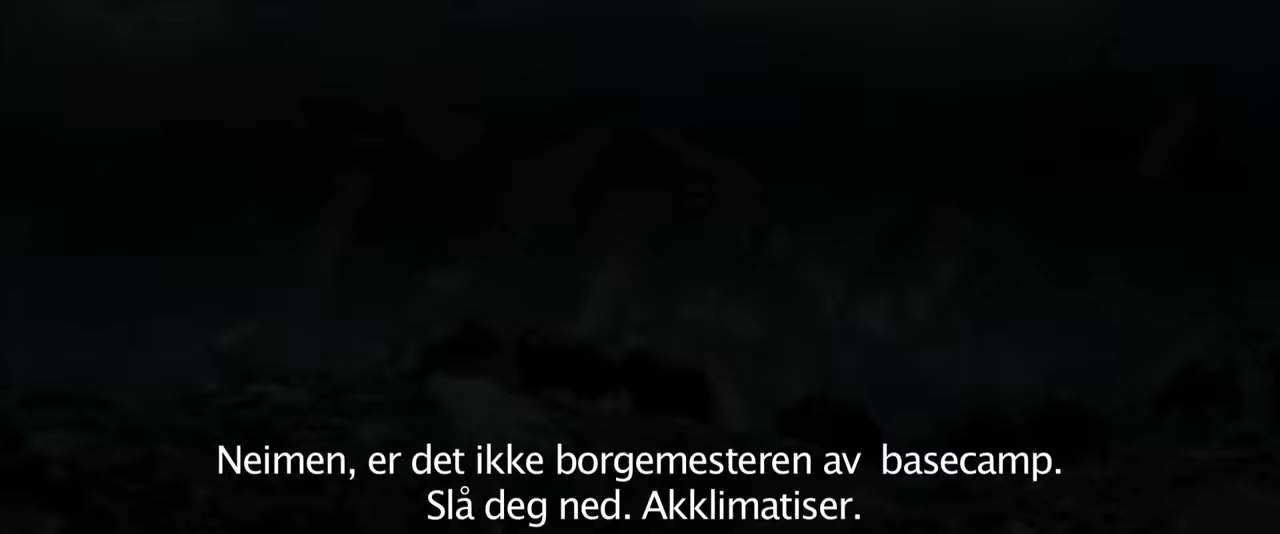 Neimen, er det ikke borgemesteren av  basecamp.
Slå deg ned. Akklimatiser.